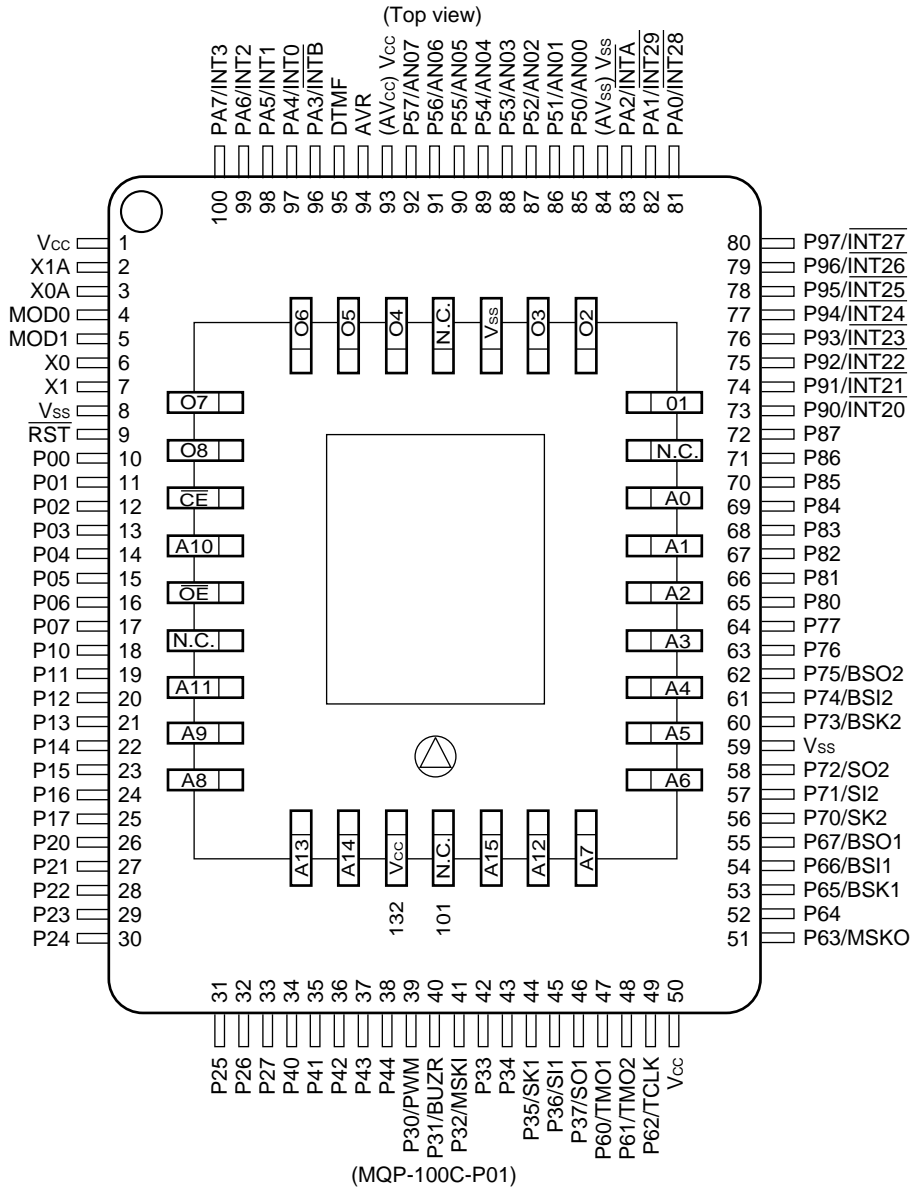 (Top view)
PA7/INT3
PA6/INT2
PA5/INT1
PA4/INT0
PA3/INTB
DTMF
AVR
(AVcc) Vcc
P57/AN07
P56/AN06
P55/AN05
P54/AN04
P53/AN03
P52/AN02
P51/AN01
P50/AN00
(AVss) Vss
PA2/INTA
PA1/INT29
PA0/INT28
100
99
98
97
96
95
94
93
92
91
90
89
88
87
86
85
84
83
82
81
Vcc 1
X1A 2
X0A 3
MOD0 4
MOD1 5
X0 6
X1 7
Vss 8
RST 9
P00 10
P01 11
P02 12
P03 13
P04 14
P05 15
P06 16
P07 17
P10 18
P11 19
P12 20
P13 21
P14 22
P15 23
P16 24
P17 25
P20 26
P21 27
P22 28
P23 29
P24 30
O6
O5
O4
N.C.
Vss
O3
O2
O7
O8
CE
A10
OE
N.C.
A11
A9
A8
01
N.C.
A0
A1
A2
A3
A4
A5
A6
A13
A14
Vcc
N.C.
A15
A12
A7
132
101
80 P97/INT27
79 P96/INT26
78 P95/INT25
77 P94/INT24
76 P93/INT23
75 P92/INT22
74 P91/INT21
73 P90/INT20
72 P87
71 P86
70 P85
69 P84
68 P83
67 P82
66 P81
65 P80
64 P77
63 P76
62 P75/BSO2
61 P74/BSI2
60 P73/BSK2
59 Vss
58 P72/SO2
57 P71/SI2
56 P70/SK2
55 P67/BSO1
54 P66/BSI1
53 P65/BSK1
52 P64
51 P63/MSKO
31
32
33
34
35
36
37
38
39
40
41
42
43
44
45
46
47
48
49
50
P25
P26
P27
P40
P41
P42
P43
P44
P30/PWM
P31/BUZR
P32/MSKI
P33
P34
P35/SK1
P36/SI1
P37/SO1
P60/TMO1
P61/TMO2
P62/TCLK
Vcc
(MQP-100C-P01)